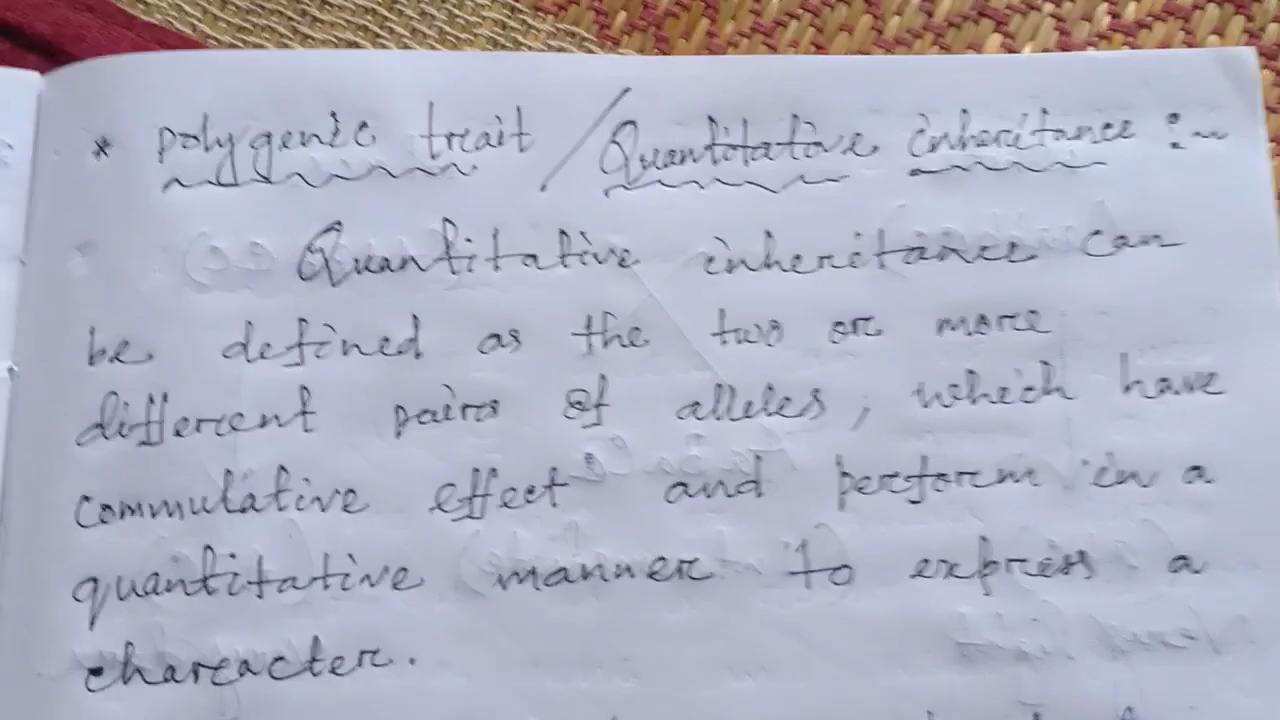 * polygenic trait / Quantitative inheritance :-
Quantitative inheritance can
be defined as the two or more
different pairs of alleles, which have
commulative effect and perform in a
quantitative manner to express a
character.